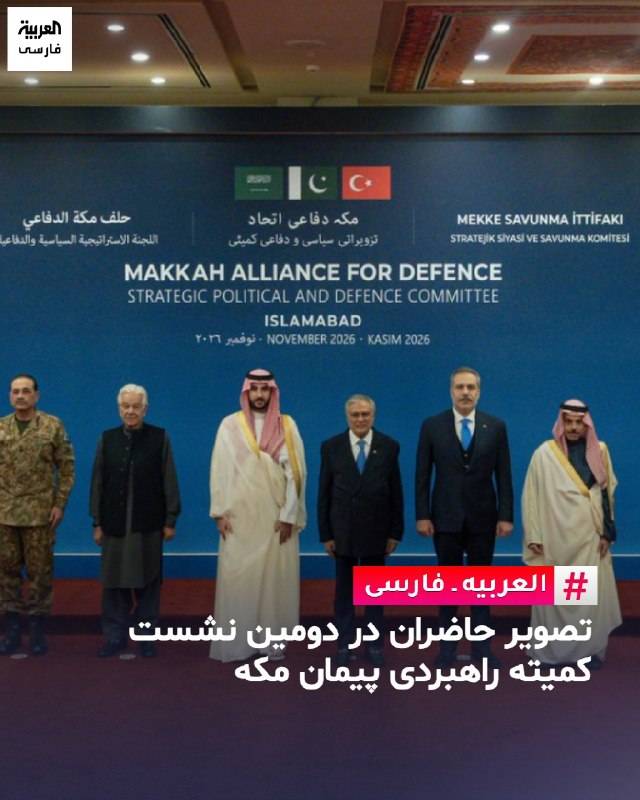 العربية
فارسی
حلف مكة الدفاعي
اللجنة الاستراتيجية السياسية والدفاعية
مکہ دفاعی اتحاد
تزویراتی سیاسی و دفاعی کمیٹی
MEKKE SAVUNMA İTTİFAKI
STRATEJİK SİYASİ VE SAVUNMA KOMİTESİ
MAKKAH ALLIANCE FOR DEFENCE
STRATEGIC POLITICAL AND DEFENCE COMMITTEE
ISLAMABAD
نوفمبر ٢٠٢٦ · NOVEMBER 2026 · KASIM 2026
# العربیه ـ فارسی
تصویر حاضران در دومین نشست
کمیته راهبردی پیمان مکه